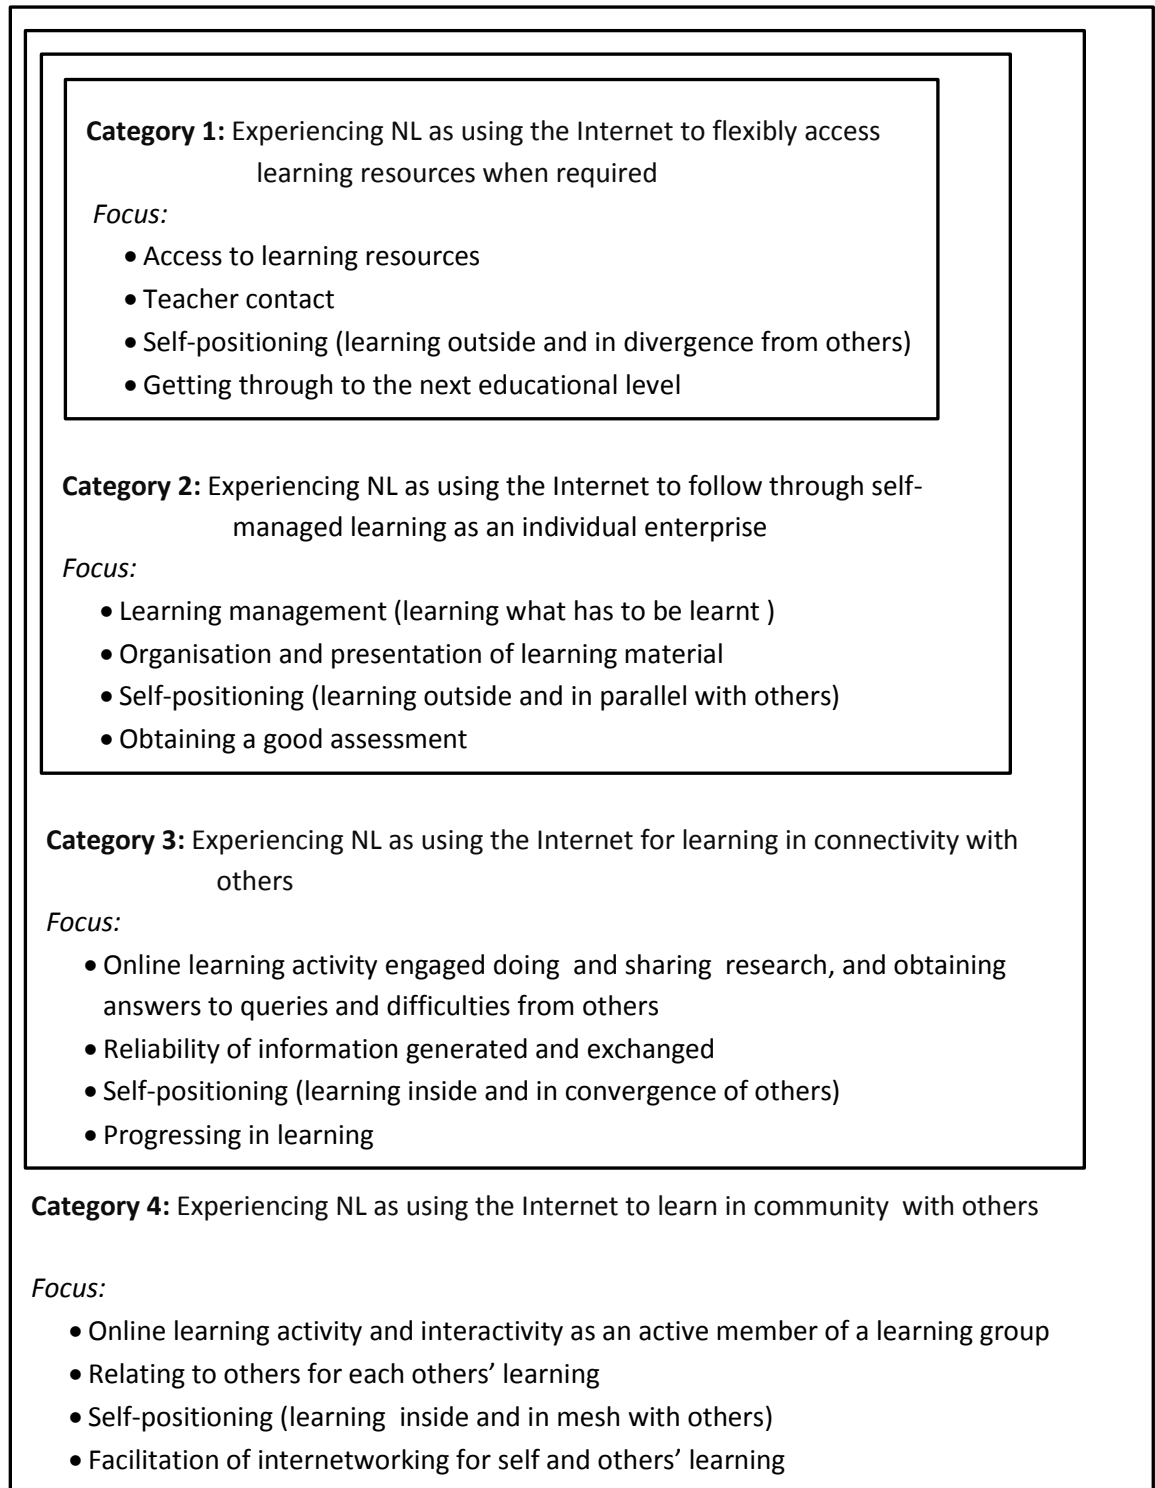 Category 1: Experiencing NL as using the Internet to flexibly access
learning resources when required
Focus:
• Access to learning resources
• Teacher contact
• Self-positioning (learning outside and in divergence from others)
• Getting through to the next educational level
Category 2: Experiencing NL as using the Internet to follow through self-
managed learning as an individual enterprise
Focus:
• Learning management (learning what has to be learnt )
• Organisation and presentation of learning material
• Self-positioning (learning outside and in parallel with others)
• Obtaining a good assessment
Category 3: Experiencing NL as using the Internet for learning in connectivity with
others
Focus:
• Online learning activity engaged doing  and sharing  research, and obtaining
answers to queries and difficulties from others
• Reliability of information generated and exchanged
• Self-positioning (learning inside and in convergence of others)
• Progressing in learning
Category 4: Experiencing NL as using the Internet to learn in community  with others
Focus:
• Online learning activity and interactivity as an active member of a learning group
• Relating to others for each others’ learning
• Self-positioning (learning  inside and in mesh with others)
• Facilitation of internetworking for self and others’ learning